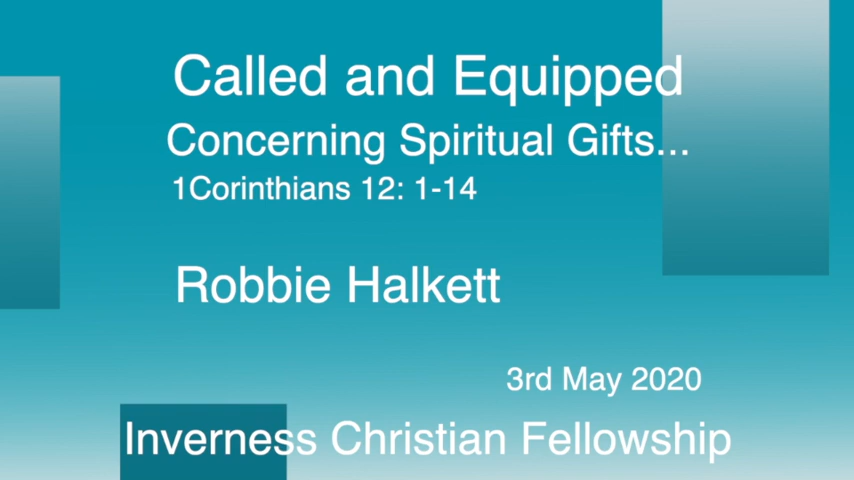 Called and Equipped
Concerning Spiritual Gifts...
1Corinthians 12: 1-14
Robbie Halkett
3rd May 2020
Inverness Christian Fellowship